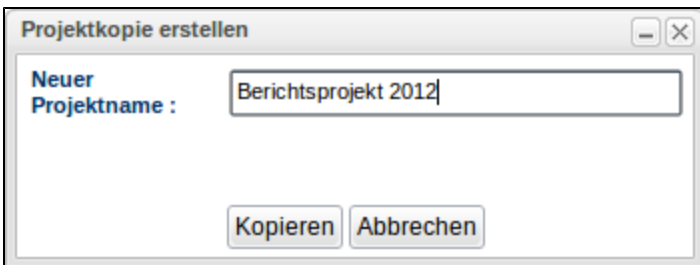 Projektkopie erstellen
Neuer
Projektname :
Berichtsprojekt 2012
Kopieren Abbrechen